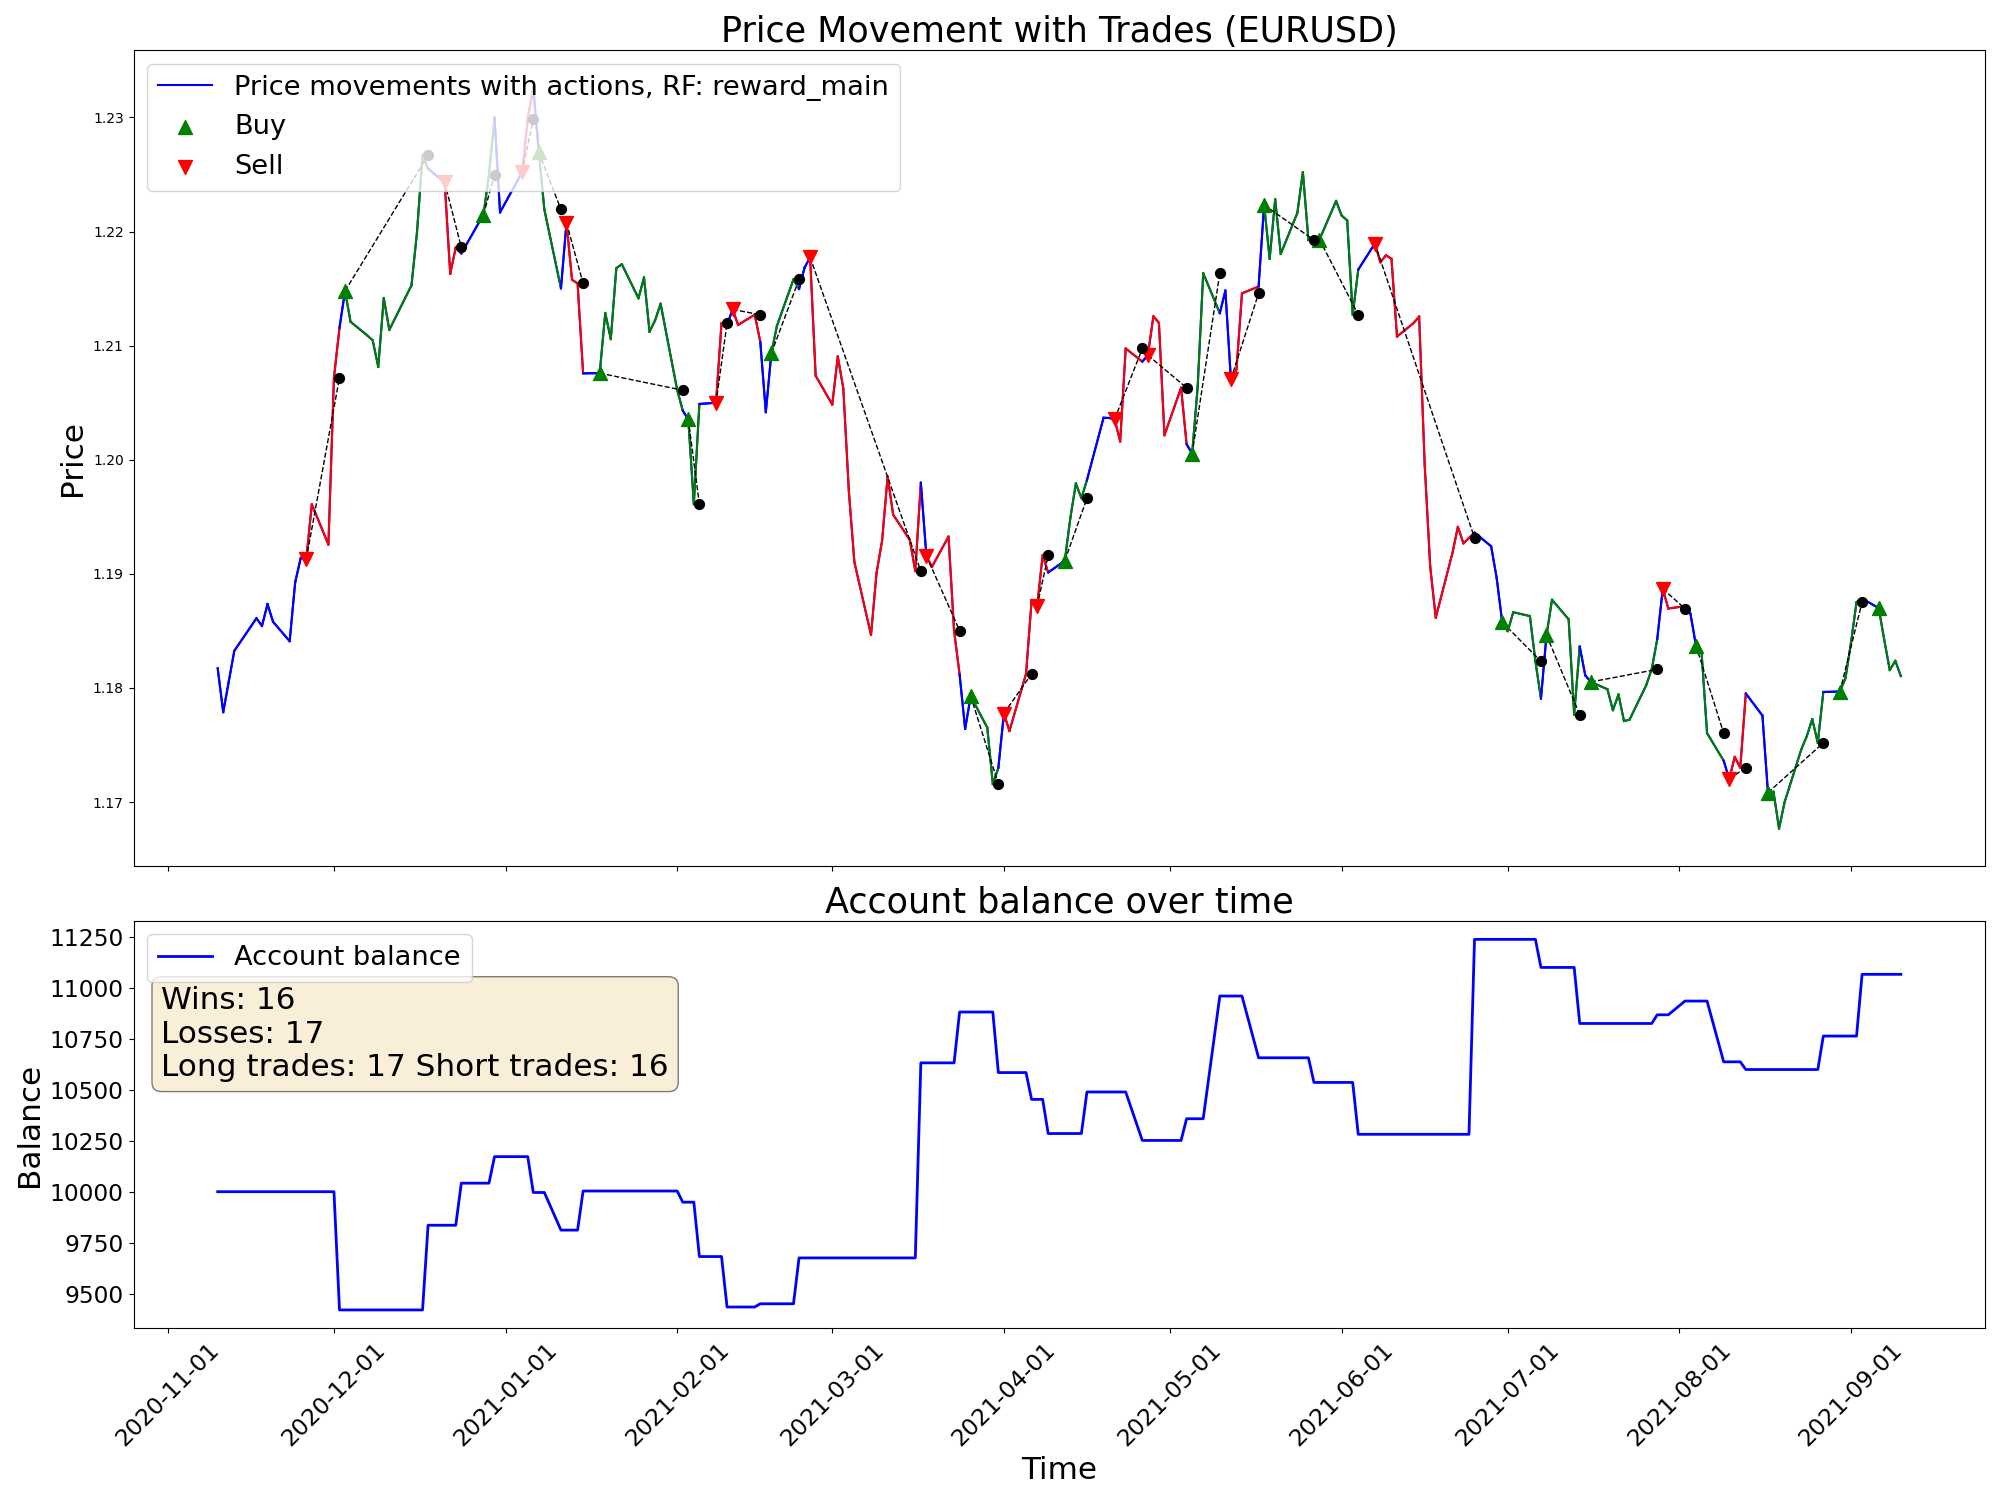 Price Movement with Trades (EURUSD)
Price movements with actions, RF: reward_main
Buy
Sell
Price
1.23
1.22
1.21
1.20
1.19
1.18
1.17
Account balance over time
Account balance
Wins: 16
Losses: 17
Long trades: 17 Short trades: 16
Balance
11250
11000
10750
10500
10250
10000
9750
9500
2020-11-01
2020-12-01
2021-01-01
2021-02-01
2021-03-01
2021-04-01
2021-05-01
2021-06-01
2021-07-01
2021-08-01
2021-09-01
Time